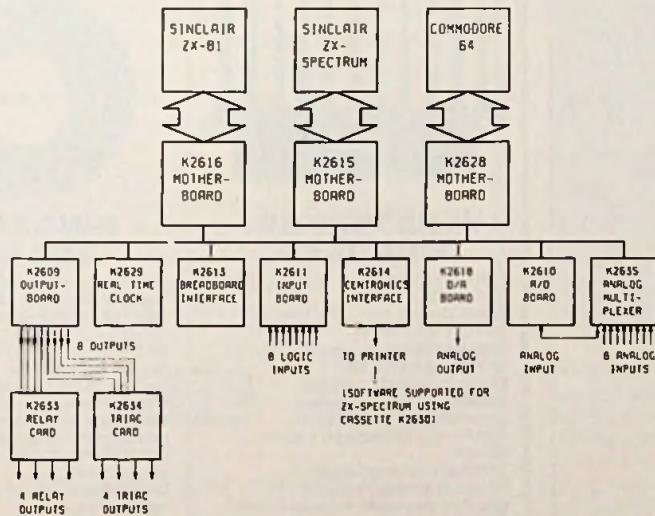 SINCLAIR
ZX-81
SINCLAIR
ZX-
SPECTRUM
COMMODORE
64
K2616
MOTHER-
BOARD
K2615
MOTHER-
BOARD
K2628
MOTHER-
BOARD
K2609
OUTPUT-
BOARD
K2629
REAL TIME
CLOCK
K2613
BREADBOARD
INTERFACE
K2611
INPUT
BOARD
K2614
CENTRONICS
INTERFACE
K2618
D/A
BOARD
K2610
A/D
BOARD
K2635
ANALOG
MULTI-
PLEXER
8 OUTPUTS
8 LOGIC
INPUTS
TO PRINTER
ANALOG
OUTPUT
ANALOG
INPUT
8 ANALOG
INPUTS
(SOFTWARE SUPPORTED FOR
ZX-SPECTRUM USING
CASSETTE K2630)
K2633
RELAY
CARD
K2634
TRIAC
CARD
4 RELAY
OUTPUTS
4 TRIAC
OUTPUTS